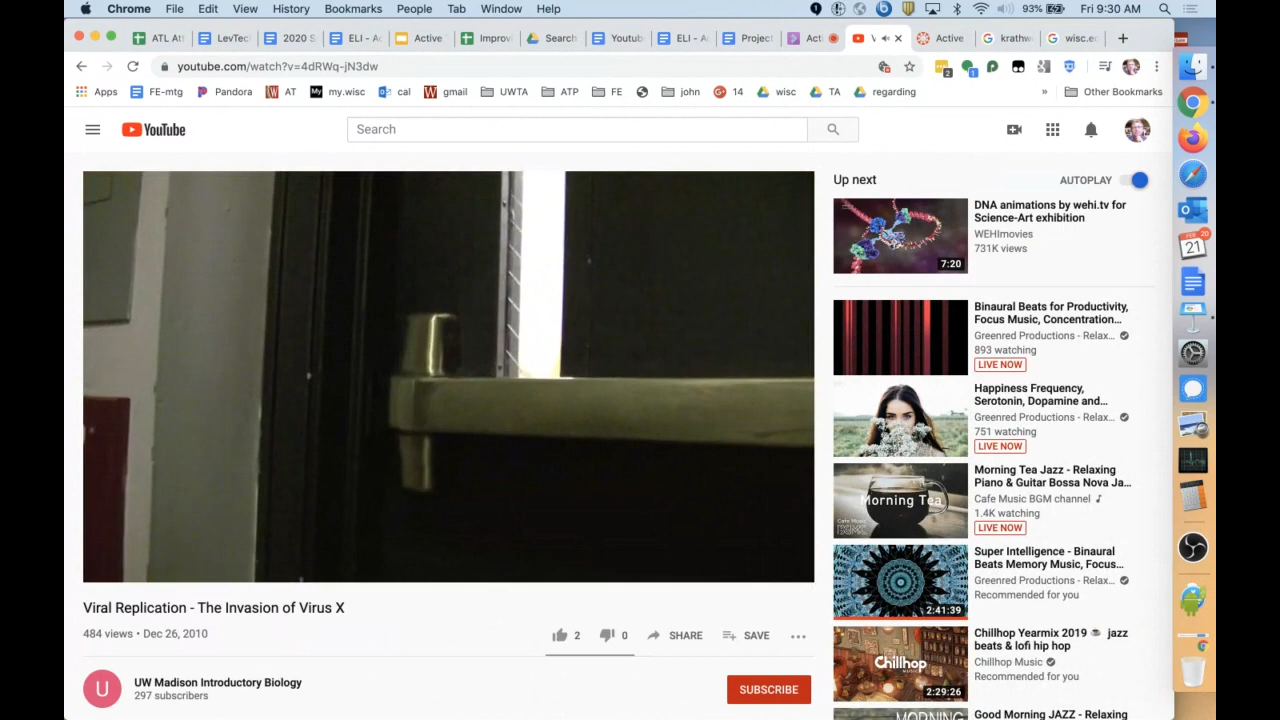 Chrome File Edit View History Bookmarks People Tab Window Help 93% Fri 9:30 AM
ATL At LevTec 2020 S ELI - Ac Active Improv Search Youtub ELI - Ac Project Acti V Active krathw wisc.ec
youtube.com/watch?v=4dRWq-jN3dw
Apps FE-mtg Pandora AT my.wisc cal gmail UWTA ATP FE john 14 wisc TA regarding » Other Bookmarks
YouTube
Search
Up next
AUTOPLAY
DNA animations by wehi.tv for
Science-Art exhibition
WEHImovies
731K views
7:20
Binaural Beats for Productivity,
Focus Music, Concentration...
Greenred Productions - Relax...
893 watching
LIVE NOW
Happiness Frequency,
Serotonin, Dopamine and...
Greenred Productions - Relax...
751 watching
LIVE NOW
Morning Tea
Morning Tea Jazz - Relaxing
Piano & Guitar Bossa Nova Ja...
Cafe Music BGM channel
1.4K watching
LIVE NOW
Super Intelligence - Binaural
Beats Memory Music, Focus...
Greenred Productions - Relax...
Recommended for you
2:41:39
Chillhop
MUSIC
Chillhop Yearmix 2019 jazz
beats & lofi hip hop
Chillhop Music
Recommended for you
2:29:26
MORNING
Good Morning JAZZ - Relaxing
Viral Replication - The Invasion of Virus X
484 views • Dec 26, 2010
2 0 SHARE SAVE
U
UW Madison Introductory Biology
297 subscribers
SUBSCRIBE
FEB 20
21